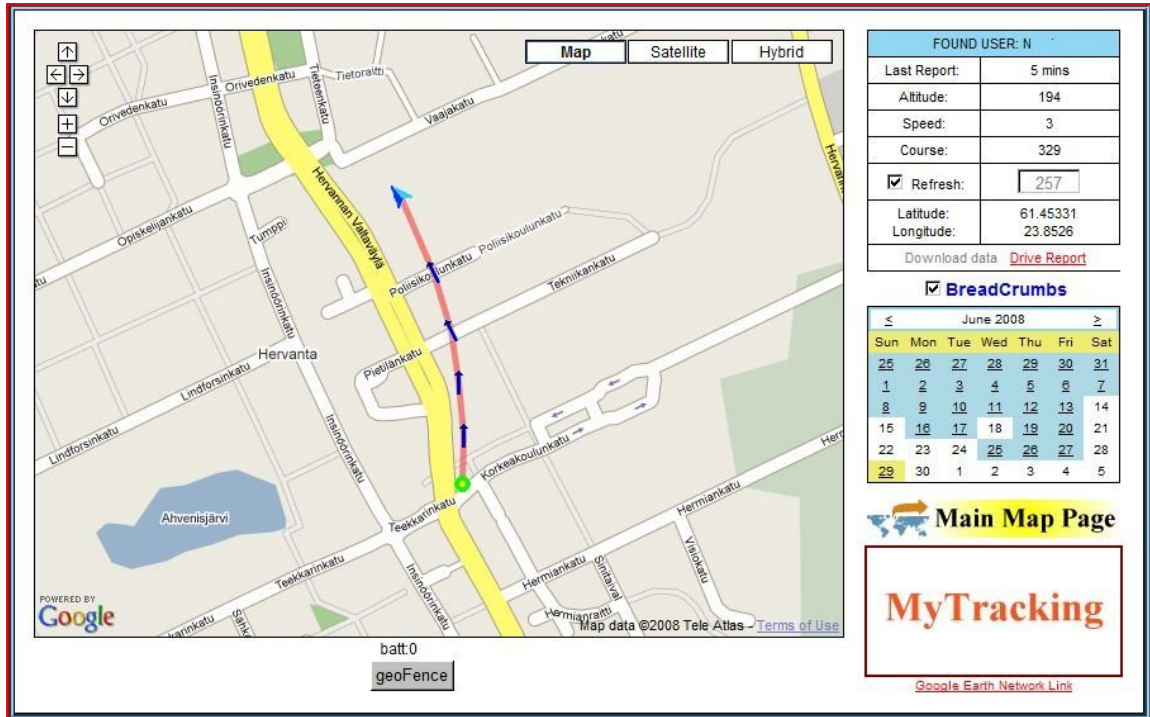 Map Satellite Hybrid
Orivedenkatu
Orivedenkatu
Tieteenkatu
Tietoraitti
Vaajakatu
Insinöörinkatu
Hervannan Valtaväylä
Opiskelijankatu
Tumppi
Poliisikoulunkatu
Poliisikoulunkatu
Tekniikankatu
Insinöörinkatu
Hervanta
Pietilänkatu
Lindforsinkatu
Lindforsinkatu
Insinöörinkatu
Korkeakoulunkatu
Ahvenisjärvi
Teekkarinkatu
Hermiankatu
Visiokatu
Teekkarinkatu
Insinöörinkatu
Hermiankatu
Sinitaival
Hermianraitti
POWERED BY
Google
Map data ©2008 Tele Atlas - Terms of Use
batt:0
geoFence
FOUND USER: N
Last Report: 5 mins
Altitude: 194
Speed: 3
Course: 329
Refresh: 257
Latitude: 61.45331
Longitude: 23.8526
Download data Drive Report
BreadCrumbs
< June 2008 >
Sun Mon Tue Wed Thu Fri Sat
25 26 27 28 29 30 31
1 2 3 4 5 6 7
8 9 10 11 12 13 14
15 16 17 18 19 20 21
22 23 24 25 26 27 28
29 30 1 2 3 4 5
Main Map Page
MyTracking
Google Earth Network Link